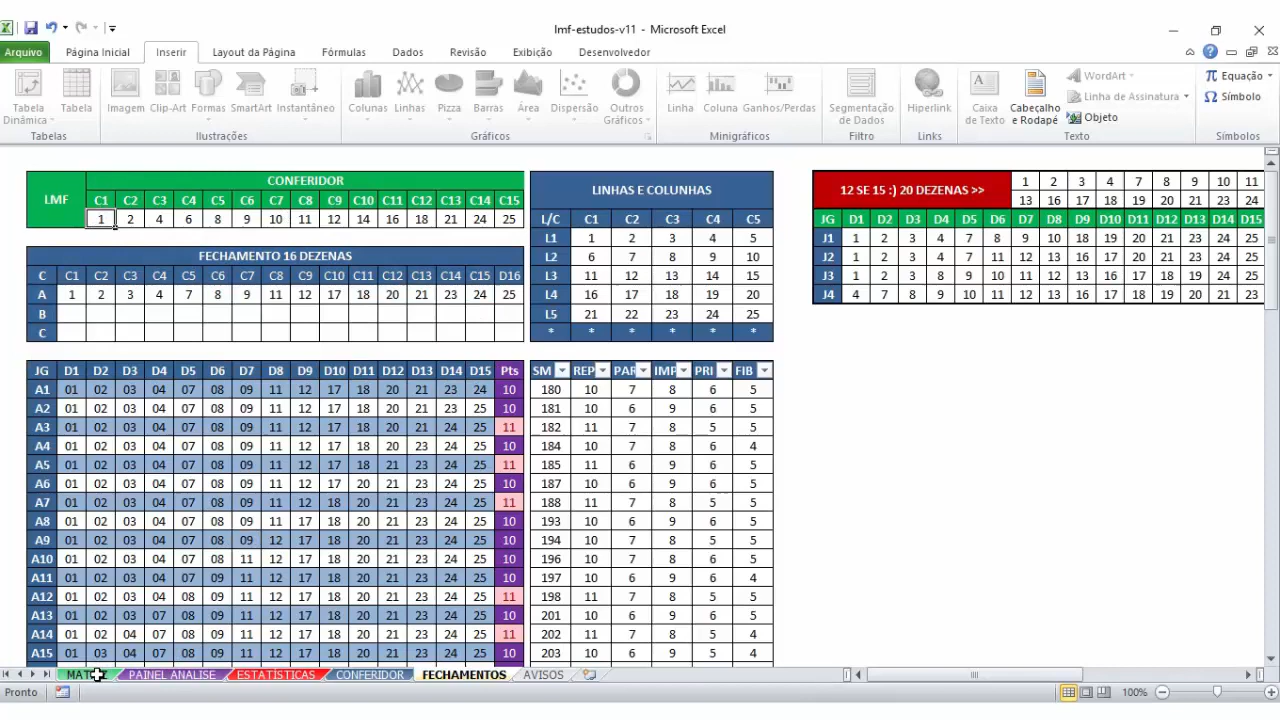 lmf-estudos-v11 - Microsoft Excel
Arquivo Página Inicial Inserir Layout da Página Fórmulas Dados Revisão Exibição Desenvolvedor
Tabela Dinâmica Tabela Imagem Clip-Art Formas SmartArt Instantâneo Colunas Linhas Pizza Barras Área Dispersão Outros Gráficos Linha Coluna Ganhos/Perdas Segmentação de Dados Hiperlink Caixa de Texto Cabeçalho e Rodapé WordArt Linha de Assinatura Objeto Equação Símbolo
Tabelas Ilustrações Gráficos Minigráficos Filtro Links Texto Símbolos
LMF CONFERIDOR
C1 C2 C3 C4 C5 C6 C7 C8 C9 C10 C11 C12 C13 C14 C15
1 2 4 6 8 9 10 11 12 14 16 18 21 24 25
FECHAMENTO 16 DEZENAS
C C1 C2 C3 C4 C5 C6 C7 C8 C9 C10 C11 C12 C13 C14 C15 D16
A 1 2 3 4 7 8 9 11 12 17 18 20 21 23 24 25
B
C
LINHAS E COLUNHAS
L/C C1 C2 C3 C4 C5
L1 1 2 3 4 5
L2 6 7 8 9 10
L3 11 12 13 14 15
L4 16 17 18 19 20
L5 21 22 23 24 25
* * * * * *
12 SE 15 :) 20 DEZENAS >> 1 2 3 4 7 8 9 10 11
13 16 17 18 19 20 21 23 24
JG D1 D2 D3 D4 D5 D6 D7 D8 D9 D10 D11 D12 D13 D14 D15
J1 1 2 3 4 7 8 9 10 18 19 20 21 23 24 25
J2 1 2 3 7 8 11 12 13 16 17 18 19 20 24 25
J3 1 2 3 8 9 10 11 12 13 16 17 20 21 23 25
J4 4 7 8 9 10 11 12 13 16 17 18 19 20 21 23
JG D1 D2 D3 D4 D5 D6 D7 D8 D9 D10 D11 D12 D13 D14 D15 Pts SM REP PAR IMP PRI FIB
A1 01 02 03 04 07 08 09 11 12 17 18 20 21 23 24 10 180 10 7 8 6 5
A2 01 02 03 04 07 08 09 11 12 17 18 20 21 23 25 10 181 10 6 9 6 5
A3 01 02 03 04 07 08 09 11 12 17 18 20 21 24 25 11 182 11 7 8 5 5
A4 01 02 03 04 07 08 09 11 12 17 18 20 23 24 25 10 184 10 7 8 6 4
A5 01 02 03 04 07 08 09 11 12 17 18 21 23 24 25 11 185 11 6 9 6 5
A6 01 02 03 04 07 08 09 11 12 17 20 21 23 24 25 10 187 10 6 9 6 5
A7 01 02 03 04 07 08 09 11 12 18 20 21 23 24 25 11 188 11 7 8 5 5
A8 01 02 03 04 07 08 09 11 17 18 20 21 23 24 25 10 193 10 6 9 6 5
A9 01 02 03 04 07 08 09 12 17 18 20 21 23 24 25 10 194 10 7 8 5 4
A10 01 02 03 04 07 08 11 12 17 18 20 21 23 24 25 10 196 10 7 8 6 5
A11 01 02 03 04 07 09 11 12 17 18 20 21 23 24 25 10 197 10 6 9 6 4
A12 01 02 03 04 08 09 11 12 17 18 20 21 23 24 25 11 198 11 7 8 5 5
A13 01 02 03 07 08 09 11 12 17 18 20 21 23 24 25 10 201 10 6 9 6 5
A14 01 02 04 07 08 09 11 12 17 18 20 21 23 24 25 11 202 11 7 8 5 4
A15 01 03 04 07 08 09 11 12 17 18 20 21 23 24 25 10 203 10 6 9 5 4
PAINEL ANALISE ESTATÍSTICAS CONFERIDOR FECHAMENTOS AVISOS
Pronto 100%